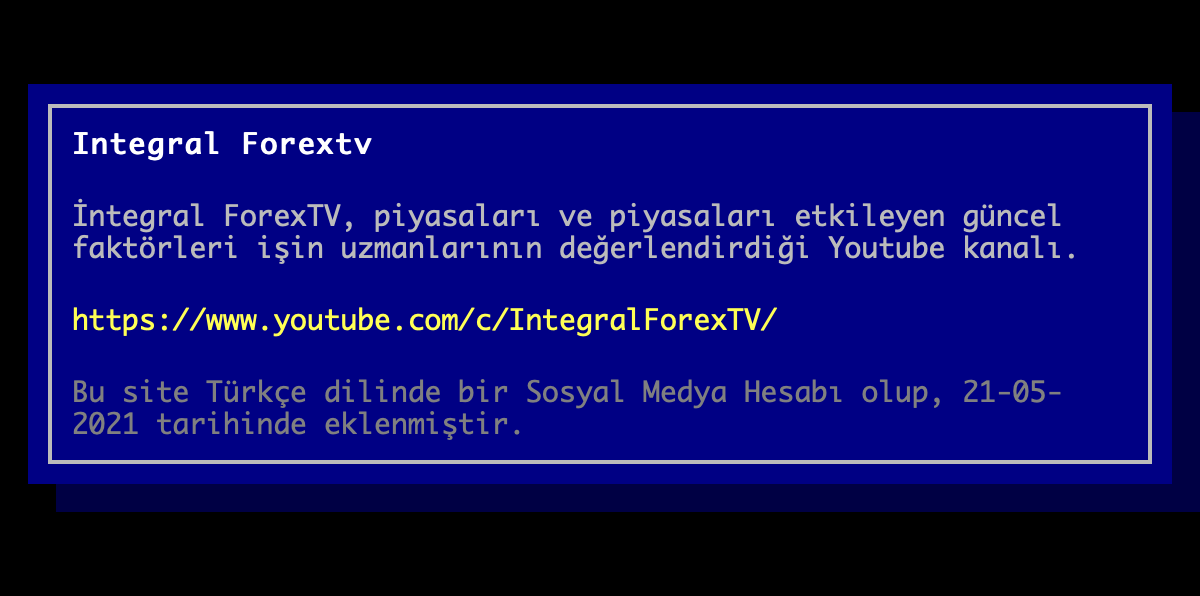 Integral Forextv
İntegral ForexTV, piyasaları ve piyasaları etkileyen güncel
faktörleri işin uzmanlarının değerlendirdiği Youtube kanalı.
https://www.youtube.com/c/IntegralForexTV/
Bu site Türkçe dilinde bir Sosyal Medya Hesabı olup, 21-05-
2021 tarihinde eklenmiştir.